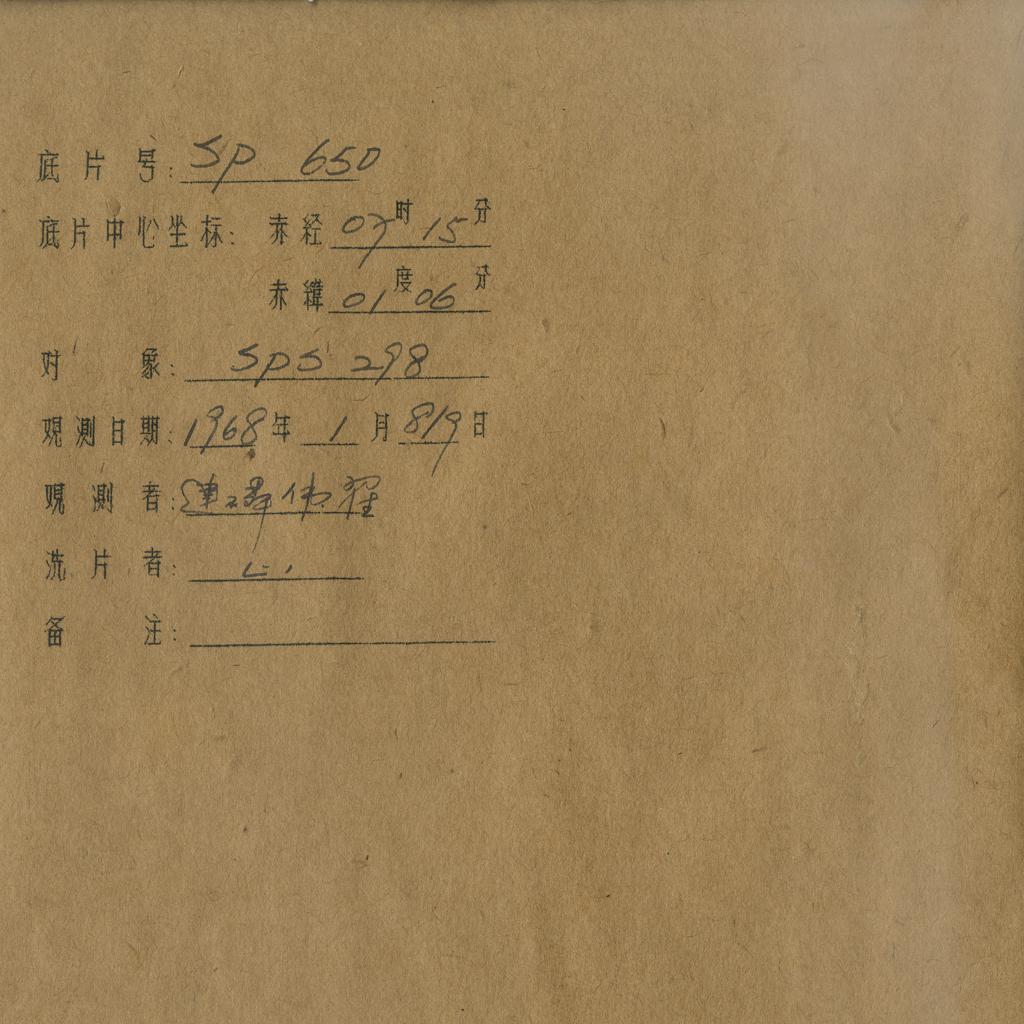 底片号: SP 650
底片中心坐标: 赤经 07时 15分
赤緯 01度 06分
对象: SPS 298
观测日期: 1968年 1月 8/9日
观测者:
洗片者:
备注: